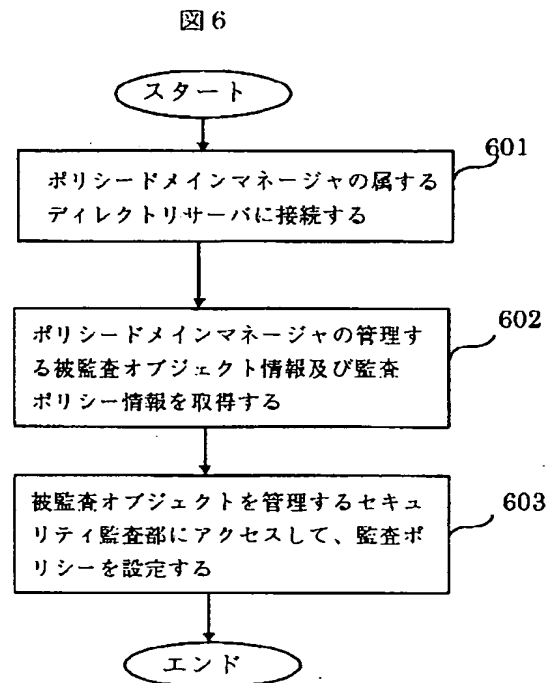 図6
スタート
601
ポリシードメインマネージャの属する
ディレクトリサーバに接続する
602
ポリシードメインマネージャの管理す
る被監査オブジェクト情報及び監査
ポリシー情報を取得する
603
被監査オブジェクトを管理するセキュ
リティ監査部にアクセスして、監査ポ
リシーを設定する
エンド